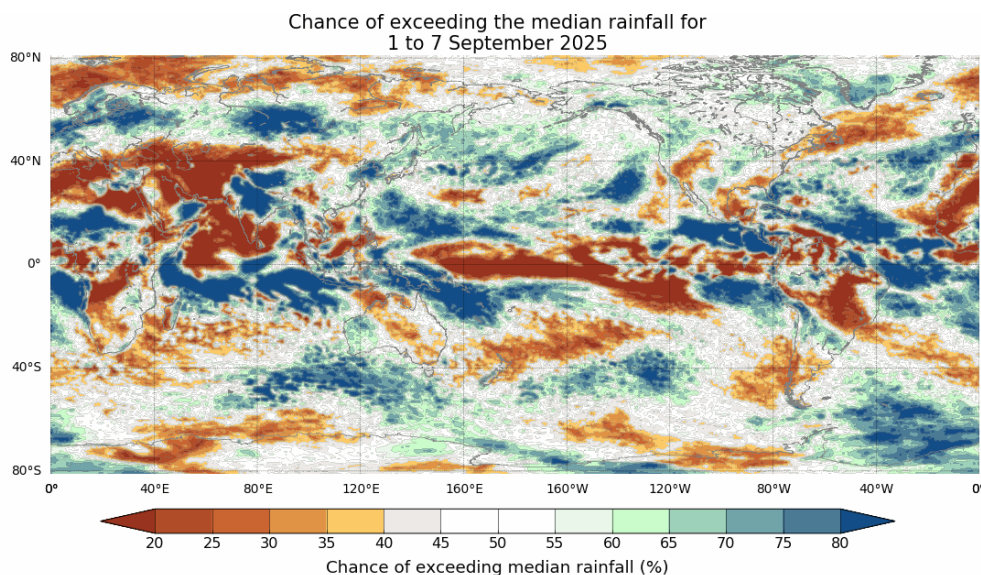 Chance of exceeding the median rainfall for
1 to 7 September 2025
80°N
40°N
0°
40°S
80°S
0° 40°E 80°E 120°E 160°E 160°W 120°W 80°W 40°W 0°
20 25 30 35 40 45 50 55 60 65 70 75 80
Chance of exceeding median rainfall (%)